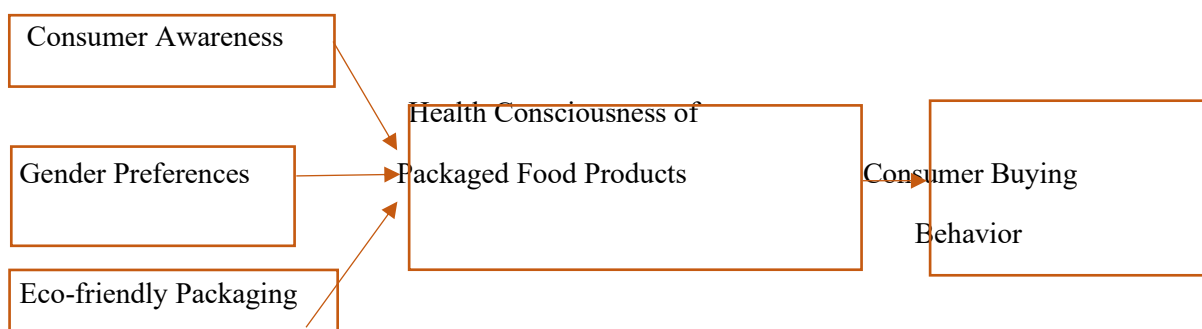 Consumer Awareness
Health Consciousness of
Gender Preferences
Packaged Food Products
Consumer Buying
Behavior
Eco-friendly Packaging